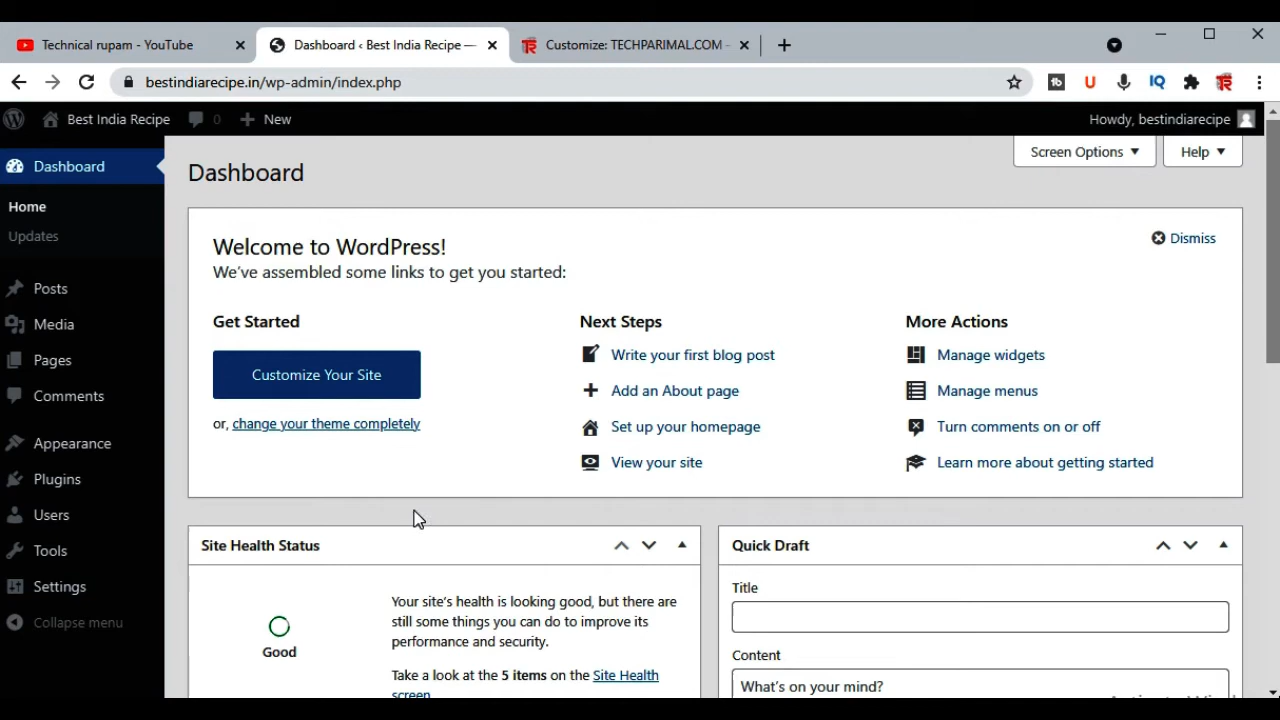 Technical rupam - YouTube
Dashboard ‹ Best India Recipe —
Customize: TECHPARIMAL.COM -
bestindiarecipe.in/wp-admin/index.php
Best India Recipe 0 New
Howdy, bestindiarecipe
Dashboard
Home
Updates
Posts
Media
Pages
Comments
Appearance
Plugins
Users
Tools
Settings
Collapse menu
Screen Options
Help
Dashboard
Welcome to WordPress!
We've assembled some links to get you started:
Dismiss
Get Started
Customize Your Site
or, change your theme completely
Next Steps
Write your first blog post
Add an About page
Set up your homepage
View your site
More Actions
Manage widgets
Manage menus
Turn comments on or off
Learn more about getting started
Site Health Status
Good
Your site's health is looking good, but there are
still some things you can do to improve its
performance and security.
Take a look at the 5 items on the Site Health
screen
Quick Draft
Title
Content
What's on your mind?